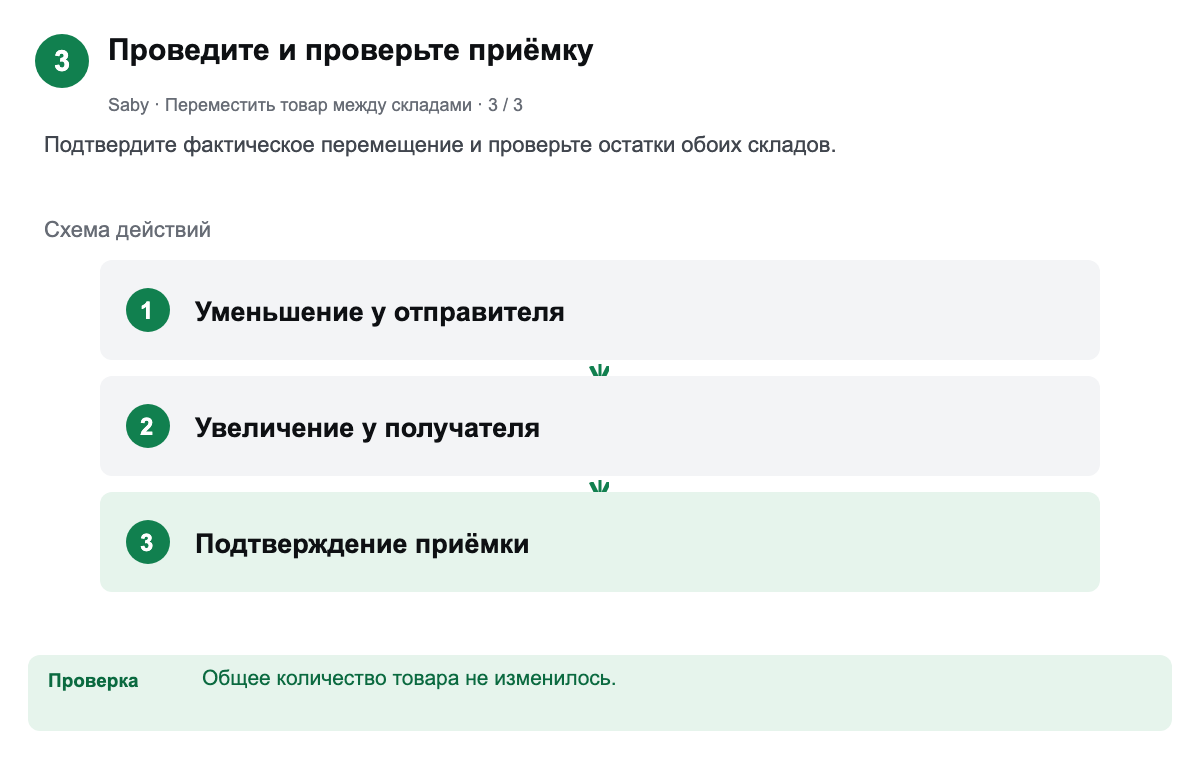 3
Проведите и проверьте приёмку
Saby · Переместить товар между складами · 3 / 3
Подтвердите фактическое перемещение и проверьте остатки обоих складов.
Схема действий
1 Уменьшение у отправителя
2 Увеличение у получателя
3 Подтверждение приёмки
Проверка Общее количество товара не изменилось.